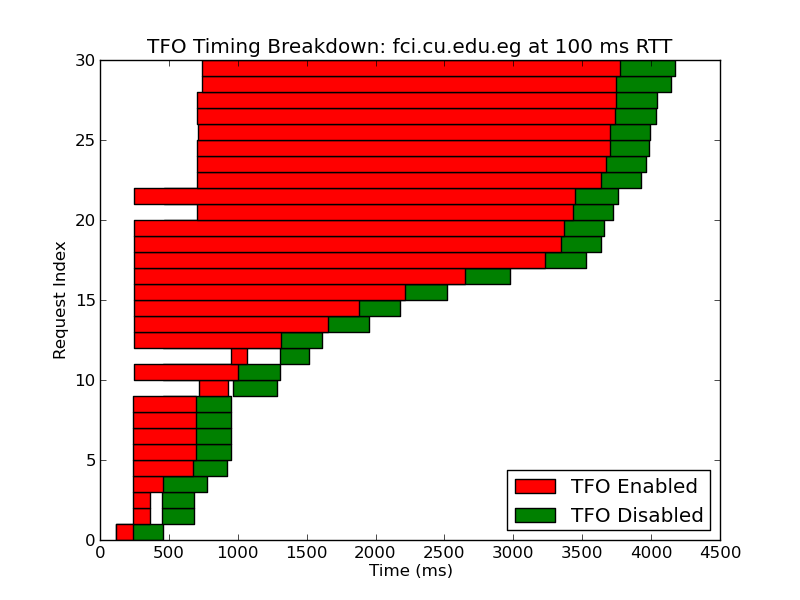 TFO Timing Breakdown: fci.cu.edu.eg at 100 ms RTT
30
25
20
15
10
5
0
Request Index
TFO Enabled
TFO Disabled
0 500 1000 1500 2000 2500 3000 3500 4000 4500
Time (ms)